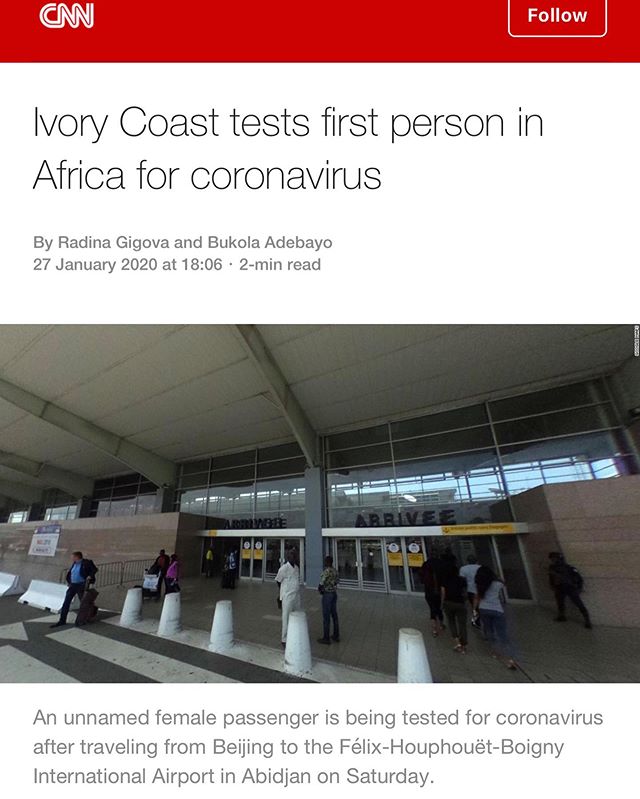 CNN
Follow
Ivory Coast tests first person in
Africa for coronavirus
By Radina Gigova and Bukola Adebayo
27 January 2020 at 18:06 · 2-min read
GOOGLE MAPS
ARRIVEE
ARRIVEE
An unnamed female passenger is being tested for coronavirus
after traveling from Beijing to the Félix-Houphouët-Boigny
International Airport in Abidjan on Saturday.